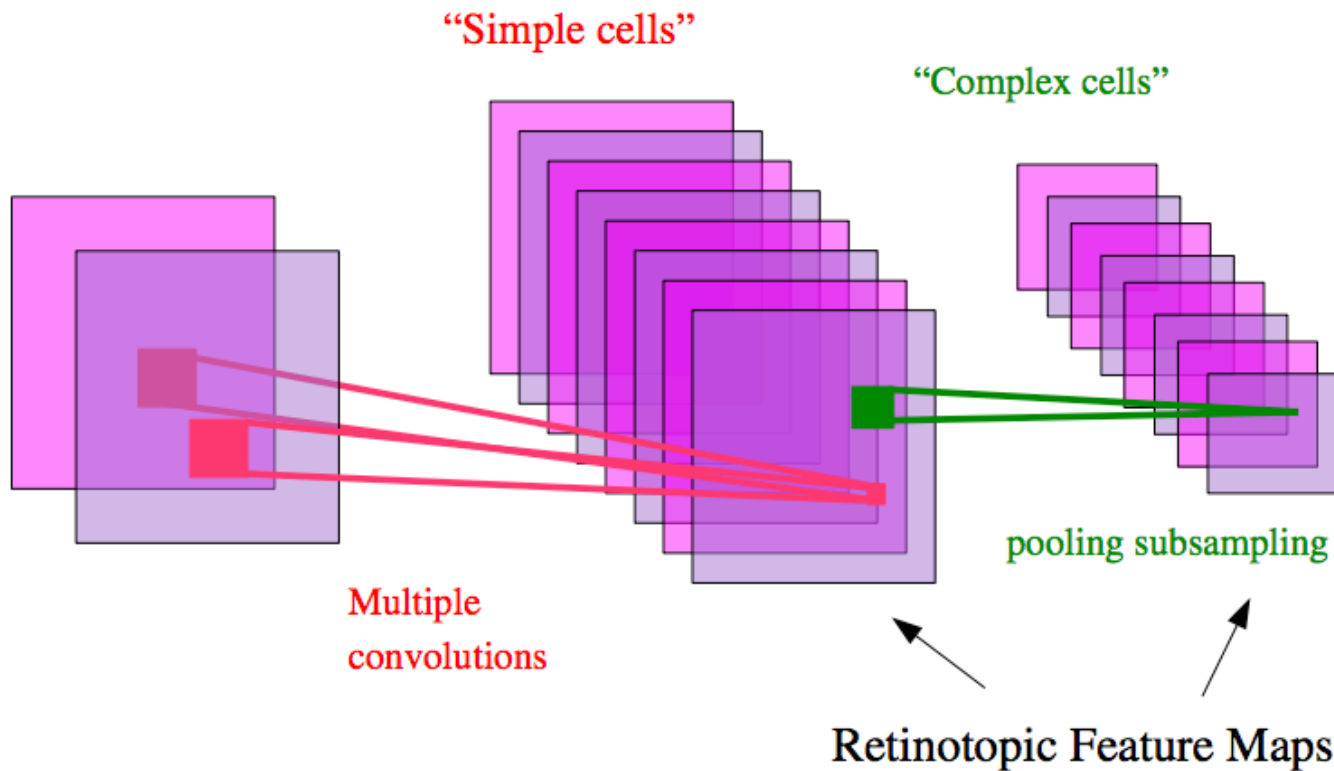 “Simple cells”
“Complex cells”
pooling subsampling
Multiple
convolutions
Retinotopic Feature Maps